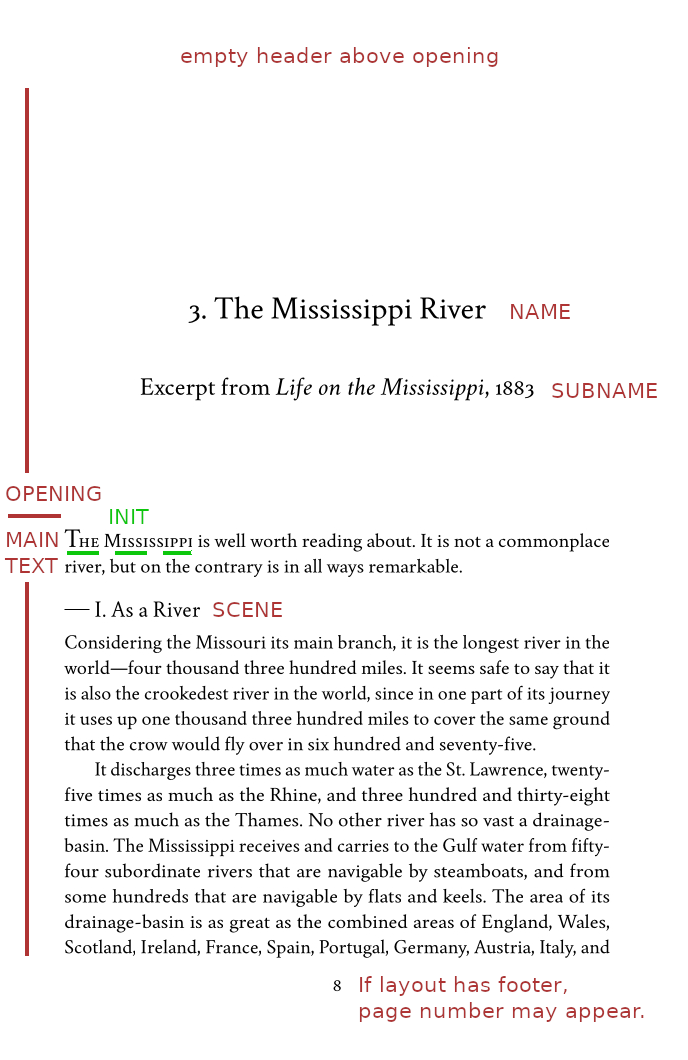 empty header above opening
3. The Mississippi River NAME
Excerpt from Life on the Mississippi, 1883 SUBNAME
OPENING
INIT
MAIN TEXT
The Mississippi is well worth reading about. It is not a commonplace
river, but on the contrary is in all ways remarkable.
— I. As a River SCENE
Considering the Missouri its main branch, it is the longest river in the
world—four thousand three hundred miles. It seems safe to say that it
is also the crookedest river in the world, since in one part of its journey
it uses up one thousand three hundred miles to cover the same ground
that the crow would fly over in six hundred and seventy-five.
It discharges three times as much water as the St. Lawrence, twenty-
five times as much as the Rhine, and three hundred and thirty-eight
times as much as the Thames. No other river has so vast a drainage-
basin. The Mississippi receives and carries to the Gulf water from fifty-
four subordinate rivers that are navigable by steamboats, and from
some hundreds that are navigable by flats and keels. The area of its
drainage-basin is as great as the combined areas of England, Wales,
Scotland, Ireland, France, Spain, Portugal, Germany, Austria, Italy, and
8 If layout has footer,
page number may appear.